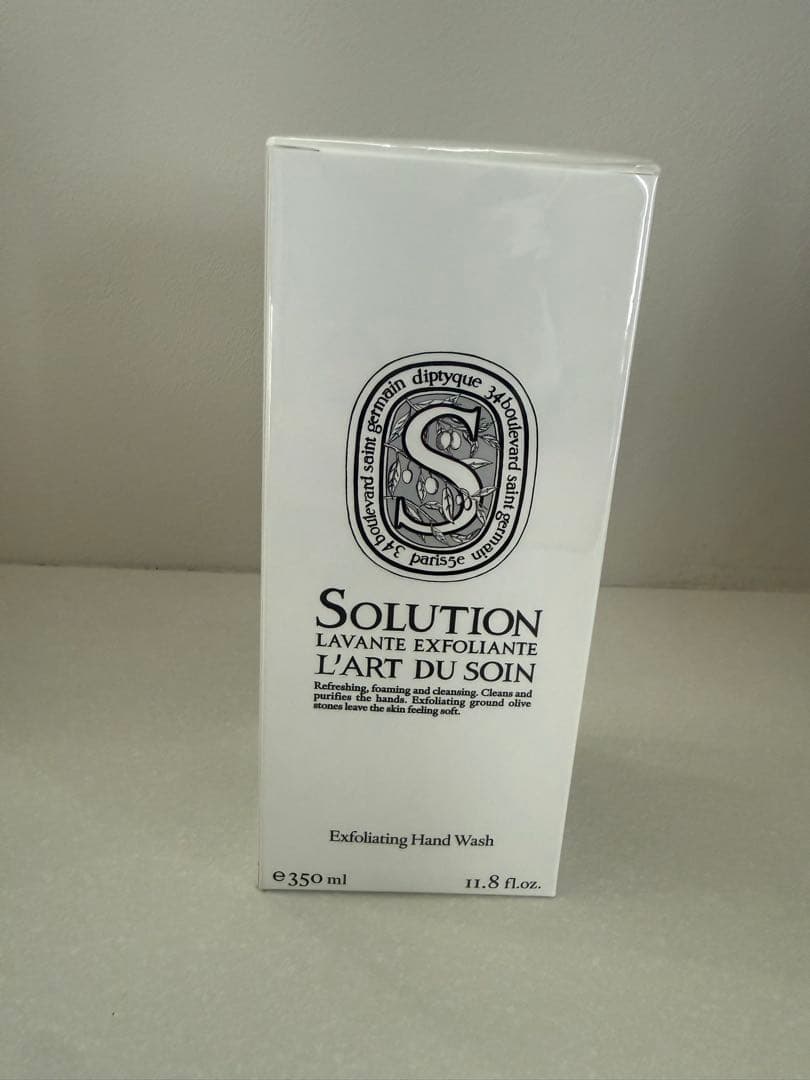 diptyque 34 boulevard saint germain paris5e 34 boulevard saint germain
S
SOLUTION
LAVANTE EXFOLIANTE
L'ART DU SOIN
Refreshing, foaming and cleansing. Cleans and
purifies the hands. Exfoliating ground olive
stones leave the skin feeling soft.
Exfoliating Hand Wash
℮350 ml 11.8 fl.oz.